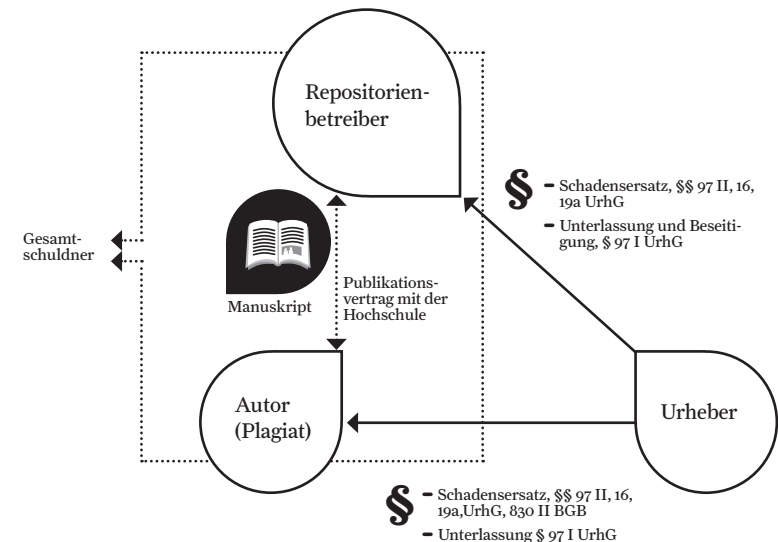 Repositorien-
betreiber
§
– Schadensersatz, §§ 97 II, 16,
19a UrhG
– Unterlassung und Beseiti-
gung, § 97 I UrhG
Gesamt-
schuldner
Manuskript
Publikations-
vertrag mit der
Hochschule
Autor
(Plagiat)
Urheber
§
– Schadensersatz, §§ 97 II, 16,
19a,UrhG, 830 II BGB
– Unterlassung § 97 I UrhG